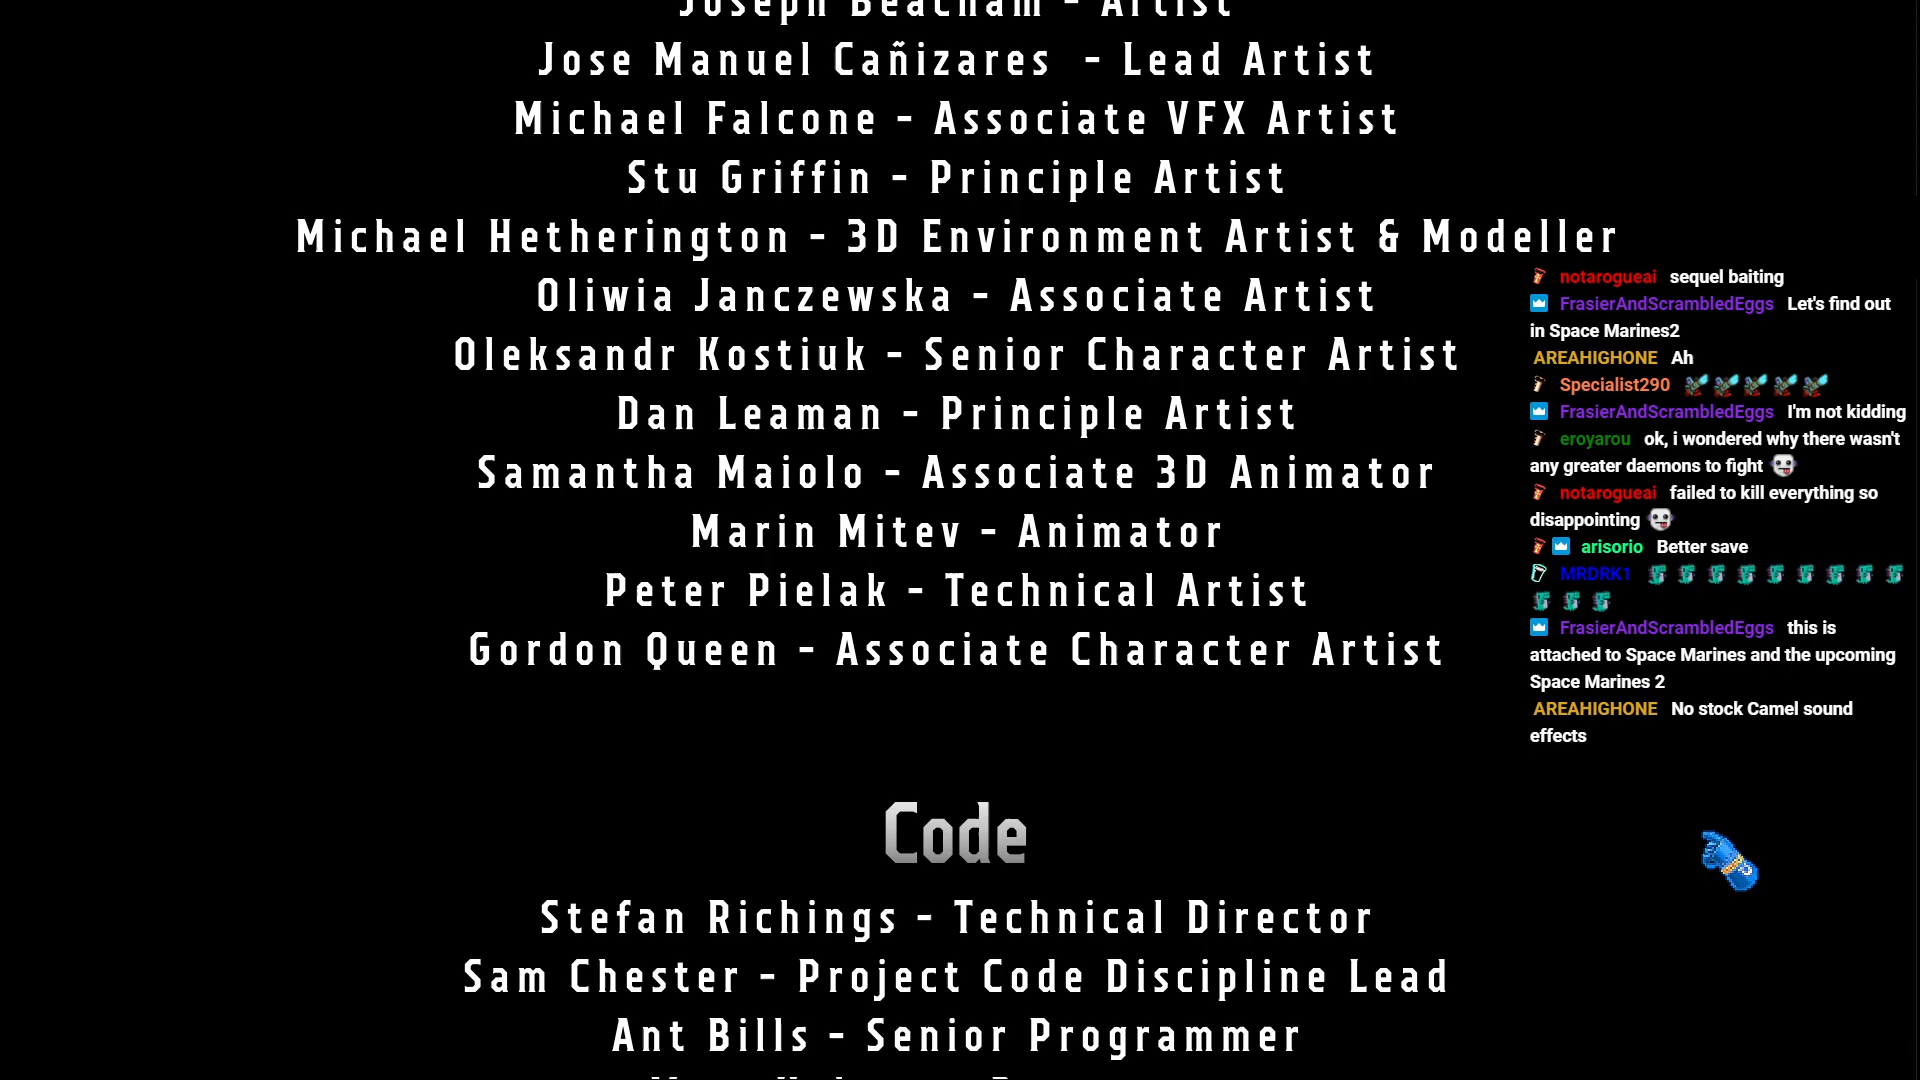 Joseph Beacham - Artist
Jose Manuel Cañizares - Lead Artist
Michael Falcone - Associate VFX Artist
Stu Griffin - Principle Artist
Michael Hetherington - 3D Environment Artist & Modeller
Oliwia Janczewska - Associate Artist
Oleksandr Kostiuk - Senior Character Artist
Dan Leaman - Principle Artist
Samantha Maiolo - Associate 3D Animator
Marin Mitev - Animator
Peter Pielak - Technical Artist
Gordon Queen - Associate Character Artist
Code
Stefan Richings - Technical Director
Sam Chester - Project Code Discipline Lead
Ant Bills - Senior Programmer
notarogueai sequel baiting
FrasierAndScrambledEggs Let's find out
in Space Marines2
AREAHIGHONE Ah
Specialist290
FrasierAndScrambledEggs I'm not kidding
eroyarou ok, i wondered why there wasn't
any greater daemons to fight
notarogueai failed to kill everything so
disappointing
arisorio Better save
MRDRK1
FrasierAndScrambledEggs this is
attached to Space Marines and the upcoming
Space Marines 2
AREAHIGHONE No stock Camel sound
effects